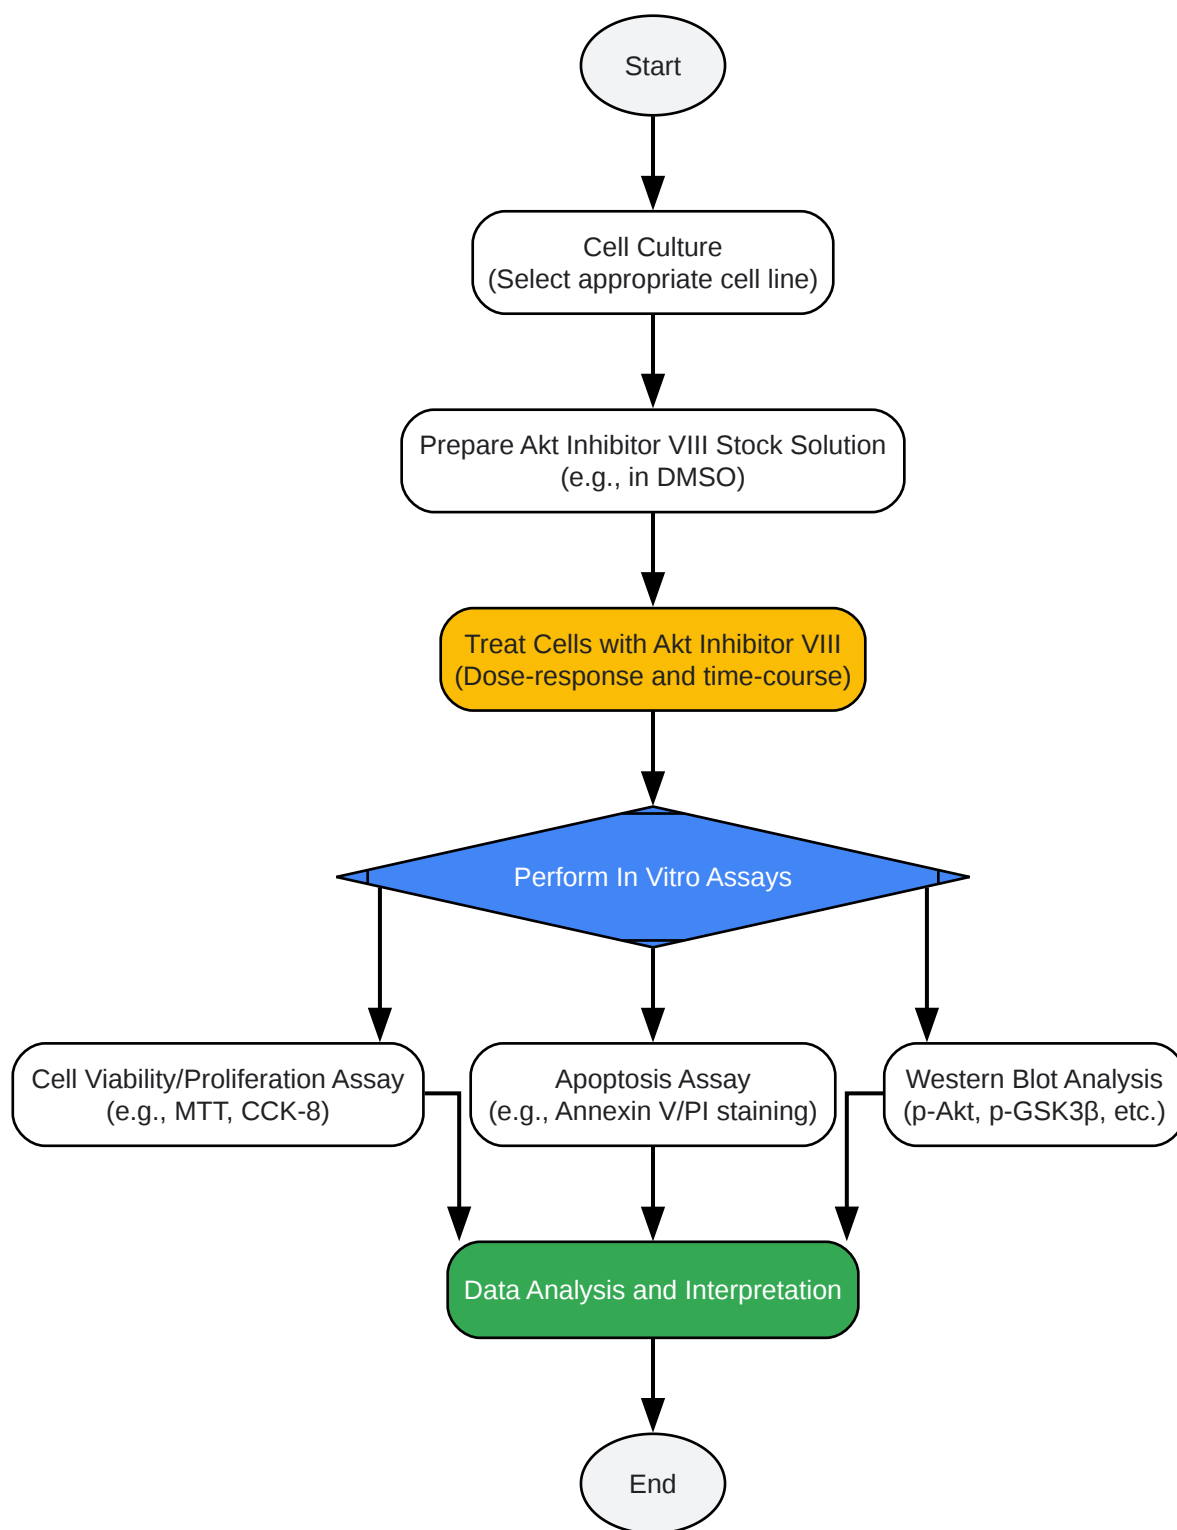 Start
Cell Culture
(Select appropriate cell line)
Prepare Akt Inhibitor VIII Stock Solution
(e.g., in DMSO)
Treat Cells with Akt Inhibitor VIII
(Dose-response and time-course)
Perform In Vitro Assays
Cell Viability/Proliferation Assay
(e.g., MTT, CCK-8)
Apoptosis Assay
(e.g., Annexin V/PI staining)
Western Blot Analysis
(p-Akt, p-GSK3β, etc.)
Data Analysis and Interpretation
End